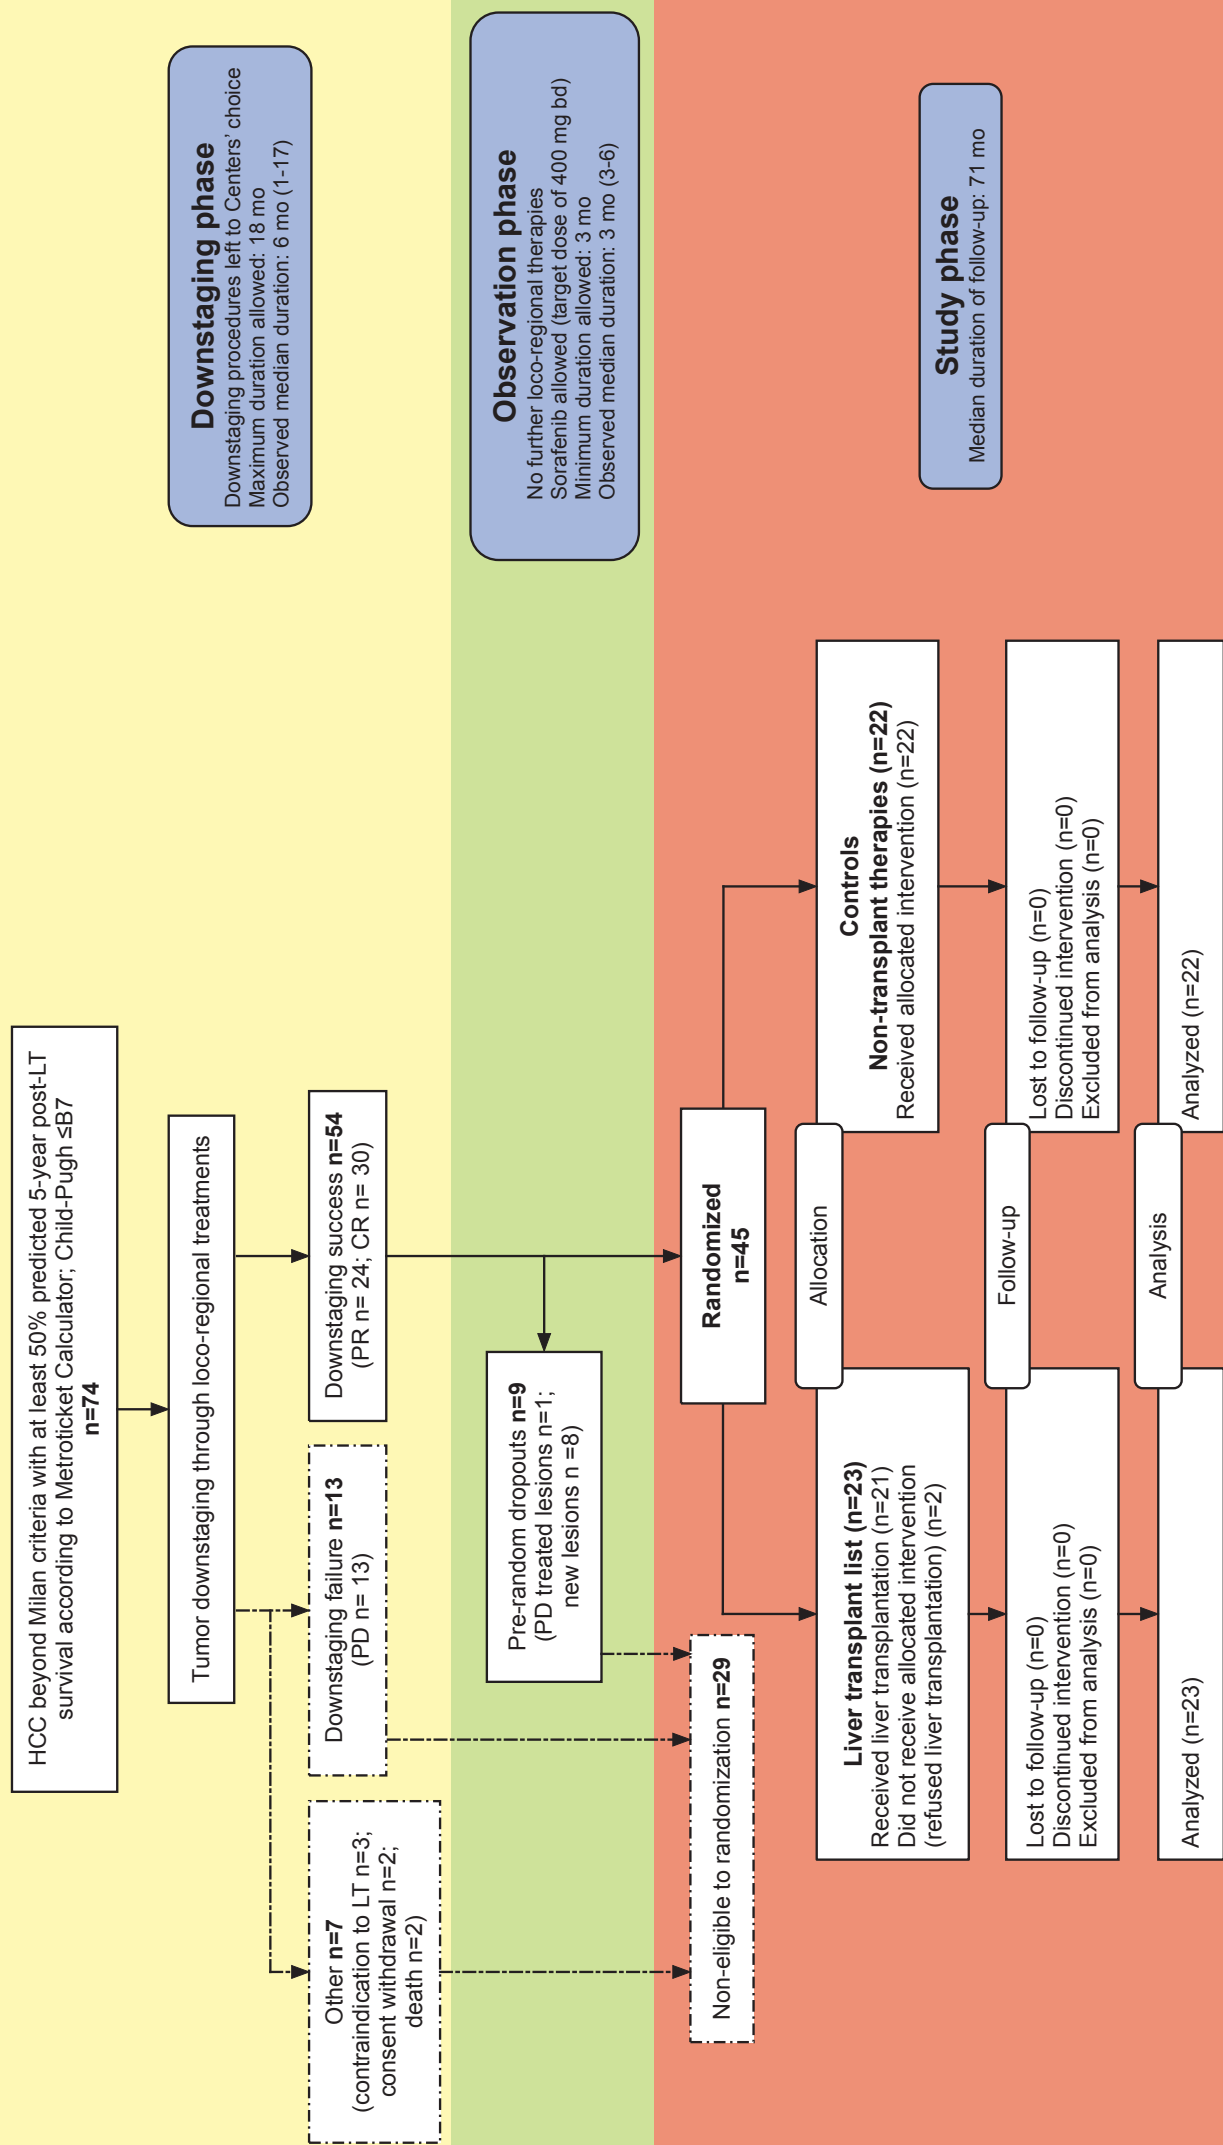 HCC beyond Milan criteria with at least 50% predicted 5-year post-LT
survival according to Metroticket Calculator; Child-Pugh ≤B7
n=74
Tumor downstaging through loco-regional treatments
Other n=7
(contraindication to LT n=3;
consent withdrawal n=2;
death n=2)
Downstaging failure n=13
(PD n= 13)
Downstaging success n=54
(PR n= 24; CR n= 30)
Downstaging phase
Downstaging procedures left to Centers’ choice
Maximum duration allowed: 18 mo
Observed median duration: 6 mo (1-17)
Pre-random dropouts n=9
(PD treated lesions n=1;
new lesions n =8)
Observation phase
No further loco-regional therapies
Sorafenib allowed (target dose of 400 mg bd)
Minimum duration allowed: 3 mo
Observed median duration: 3 mo (3-6)
Non-eligible to randomization n=29
Randomized
n=45
Study phase
Median duration of follow-up: 71 mo
Allocation
Liver transplant list (n=23)
Received liver transplantation (n=21)
Did not receive allocated intervention
(refused liver transplantation) (n=2)
Controls
Non-transplant therapies (n=22)
Received allocated intervention (n=22)
Follow-up
Lost to follow-up (n=0)
Discontinued intervention (n=0)
Excluded from analysis (n=0)
Lost to follow-up (n=0)
Discontinued intervention (n=0)
Excluded from analysis (n=0)
Analysis
Analyzed (n=23)
Analyzed (n=22)